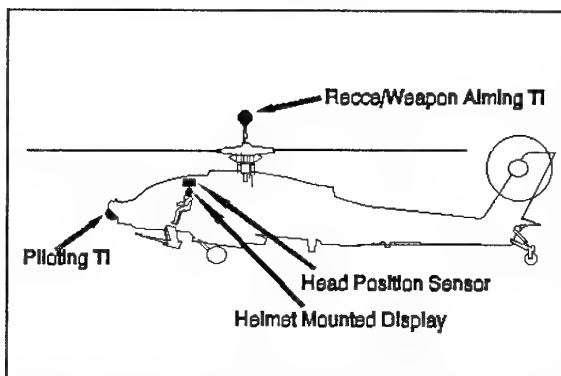 Recce/Weapon Aiming TI
Piloting TI
Head Position Sensor
Helmet Mounted Display